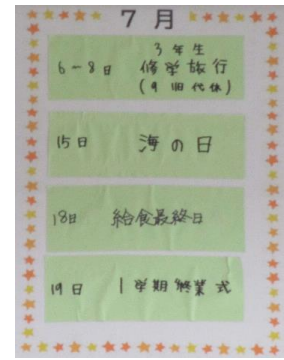 7月
3年生
6-8日 修学旅行
(9日代休)
15日 海の日
18日 給食最終日
19日 1学期終業式